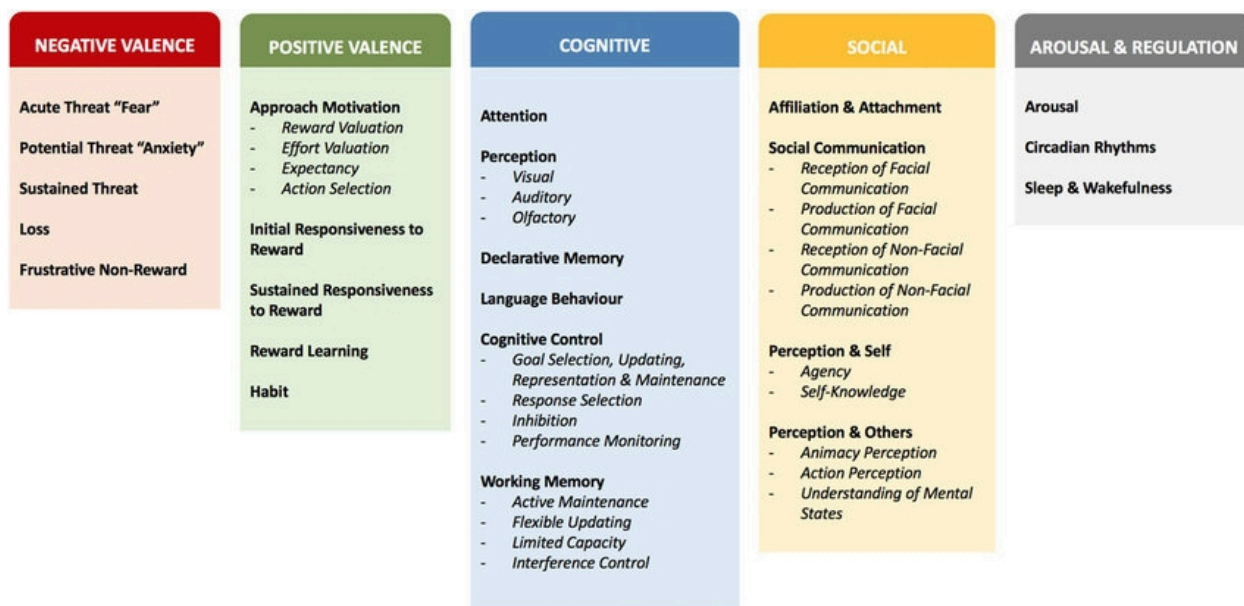 NEGATIVE VALENCE
Acute Threat “Fear”
Potential Threat “Anxiety”
Sustained Threat
Loss
Frustrative Non-Reward
POSITIVE VALENCE
Approach Motivation
- Reward Valuation
- Effort Valuation
- Expectancy
- Action Selection
Initial Responsiveness to
Reward
Sustained Responsiveness
to Reward
Reward Learning
Habit
COGNITIVE
Attention
Perception
- Visual
- Auditory
- Olfactory
Declarative Memory
Language Behaviour
Cognitive Control
- Goal Selection, Updating,
Representation & Maintenance
- Response Selection
- Inhibition
- Performance Monitoring
Working Memory
- Active Maintenance
- Flexible Updating
- Limited Capacity
- Interference Control
SOCIAL
Affiliation & Attachment
Social Communication
- Reception of Facial
Communication
- Production of Facial
Communication
- Reception of Non-Facial
Communication
- Production of Non-Facial
Communication
Perception & Self
- Agency
- Self-Knowledge
Perception & Others
- Animacy Perception
- Action Perception
- Understanding of Mental
States
AROUSAL & REGULATION
Arousal
Circadian Rhythms
Sleep & Wakefulness